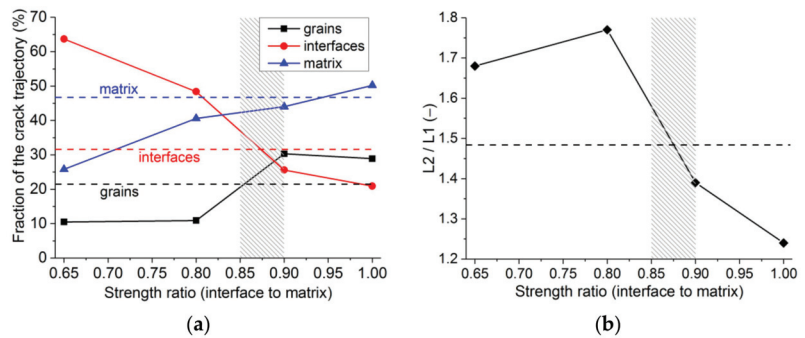 70
60
50
40
30
20
10
0
Fraction of the crack trajectory (%)
grains
interfaces
matrix
matrix
interfaces
grains
0.65 0.70 0.75 0.80 0.85 0.90 0.95 1.00
Strength ratio (interface to matrix)
(a)
1.8
1.7
1.6
1.5
1.4
1.3
1.2
L2 / L1 (–)
0.65 0.70 0.75 0.80 0.85 0.90 0.95 1.00
Strength ratio (interface to matrix)
(b)